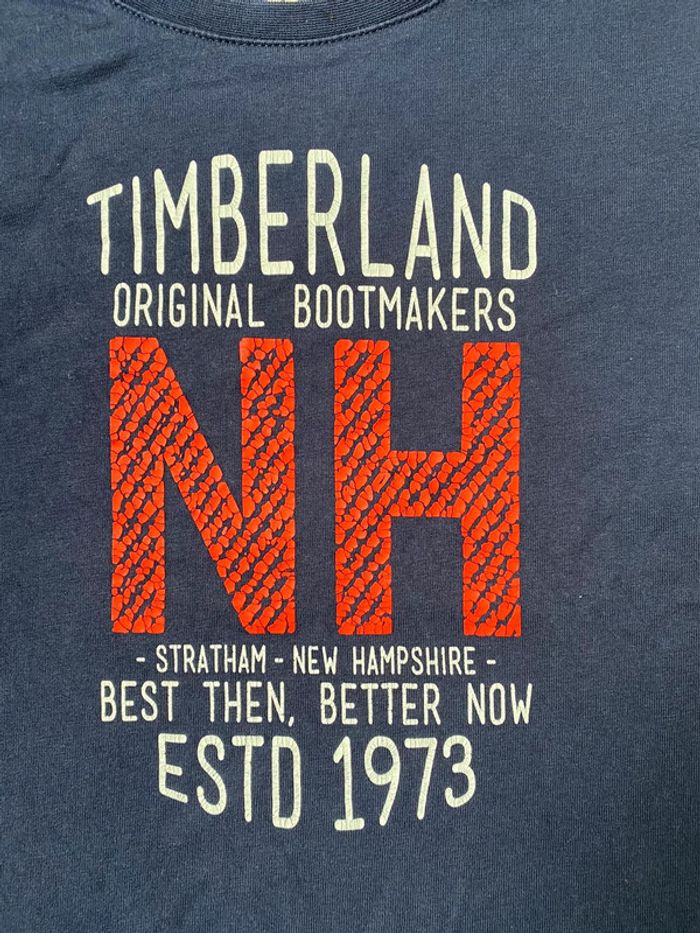 TIMBERLAND
ORIGINAL BOOTMAKERS
NH
- STRATHAM - NEW HAMPSHIRE -
BEST THEN, BETTER NOW
ESTD 1973